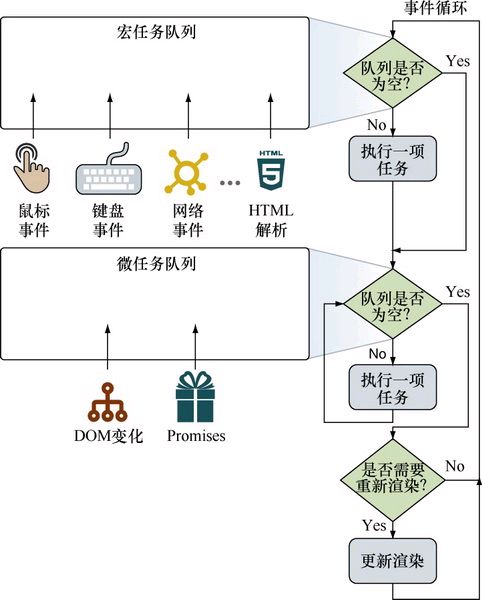 事件循环
宏任务队列
队列是否
为空?
Yes
No
执行一项
任务
HTML
5
鼠标
事件
键盘
事件
网络
事件
...
HTML
解析
微任务队列
队列是否
为空?
Yes
No
执行一项
任务
DOM变化
Promises
是否需要
重新渲染?
No
Yes
更新渲染